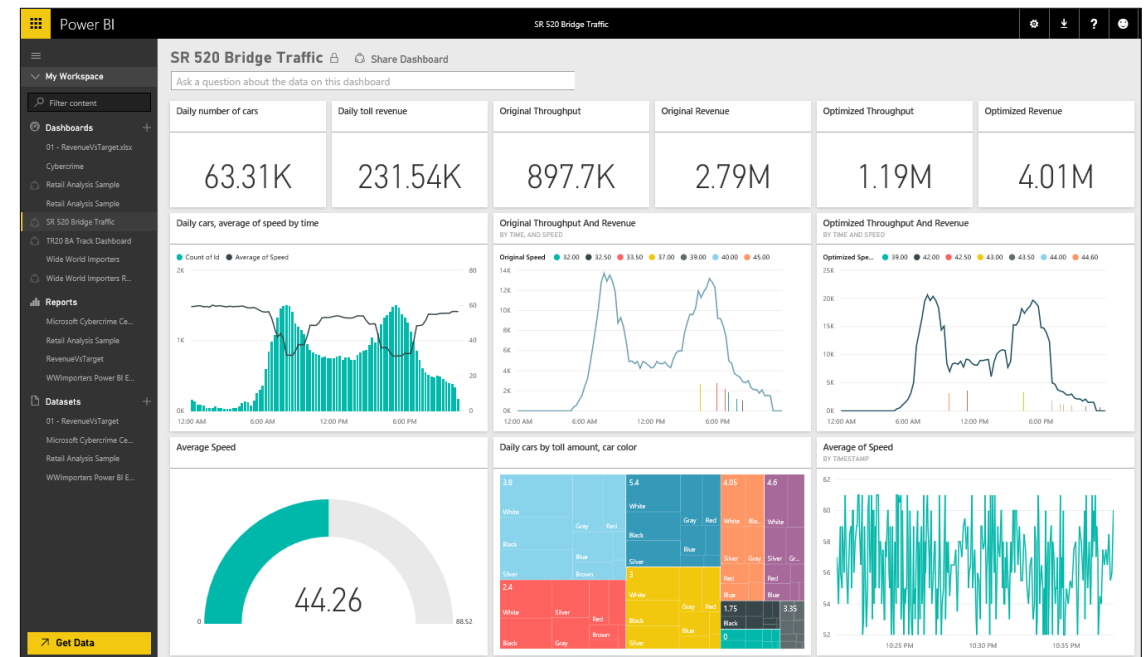 Power BI
SR 520 Bridge Traffic
?
My Workspace
Filter content
Dashboards +
01 - RevenueVsTarget.xlsx
Cybercrime
Retail Analysis Sample
Retail Analysis Sample
SR 520 Bridge Traffic
TR20 BA Track Dashboard
Wide World Importers
Wide World Importers R...
Reports
Microsoft Cybercrime Ce...
Retail Analysis Sample
RevenueVsTarget
WWImporters Power BI E...
Datasets +
01 - RevenueVsTarget
Microsoft Cybercrime Ce...
Retail Analysis Sample
WWImporters Power BI E...
Get Data
SR 520 Bridge Traffic Share Dashboard
Ask a question about the data on this dashboard
Daily number of cars
63.31K
Daily toll revenue
231.54K
Original Throughput
897.7K
Original Revenue
2.79M
Optimized Throughput
1.19M
Optimized Revenue
4.01M
Daily cars, average of speed by time
Count of Id Average of Speed
2K 80
60
1K 40
20
0K 0
12:00 AM 6:00 AM 12:00 PM 6:00 PM
Original Throughput And Revenue
BY TIME, AND SPEED
Original Speed 32.00 32.50 33.50 37.00 39.00 40.00 45.00
14K
12K
10K
8K
6K
4K
2K
0K
12:00 AM 6:00 AM 12:00 PM 6:00 PM
Optimized Throughput And Revenue
BY TIME AND SPEED
Optimized Spe... 39.00 42.00 42.50 43.00 43.50 44.00 44.60
25K
20K
15K
10K
5K
0K
12:00 AM 6:00 AM 12:00 PM 6:00 PM
Average Speed
44.26
0 88.52
Daily cars by toll amount, car color
3.8
White
Gray Red
Black
Blue
Silver Brown
5.4
White
Gray Red
Black
Blue
Silver
4.05
White Bla...
Silver Gray
Red
Blue
4.6
White
Silver Gr...
Red
Blue
2.4
White Silver
Red
Brown
Black Gray
3
White
Gray Red
Black
Blue
Silver
1.75
Black
3.35
0
Average of Speed
BY TIMESTAMP
62
60
58
56
54
52
10:25 PM 10:30 PM 10:35 PM